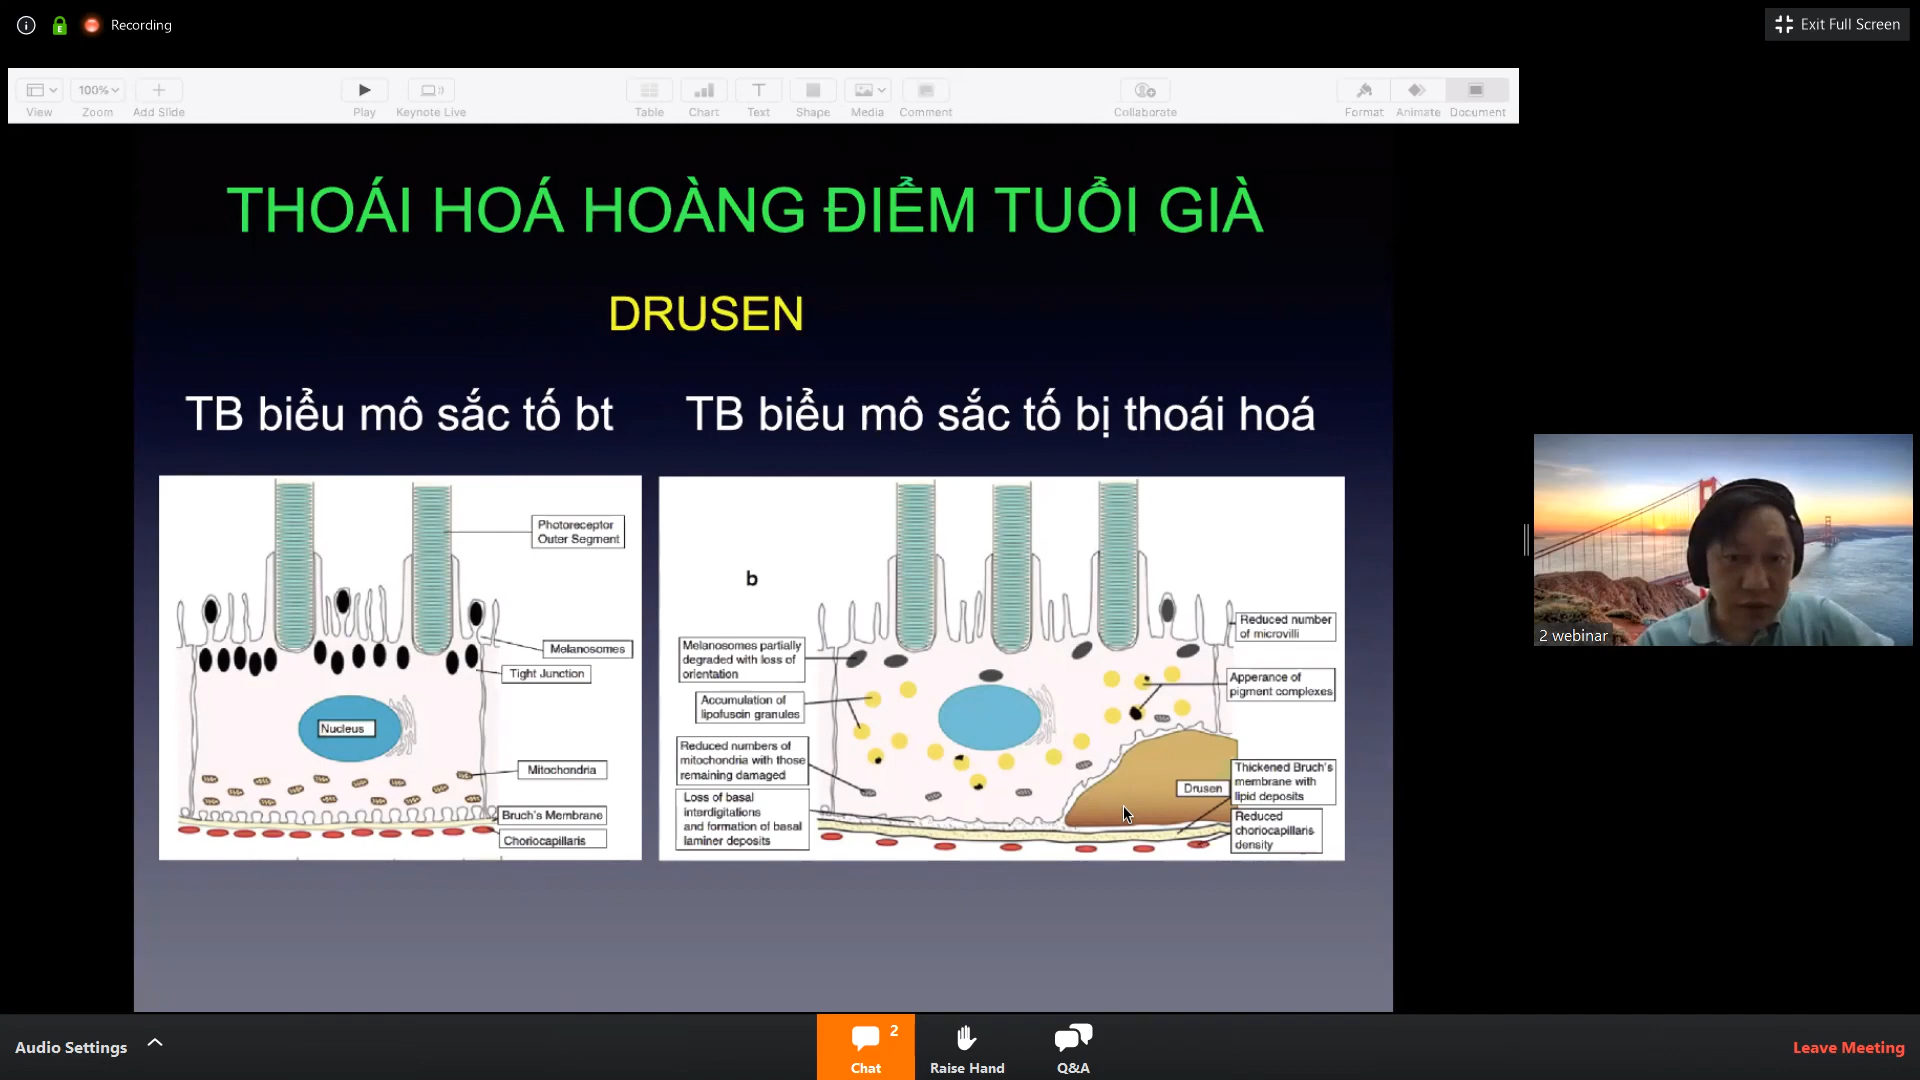 Recording
Exit Full Screen
View
100%
Zoom
Add Slide
Play
Keynote Live
Table
Chart
Text
Shape
Media
Comment
Collaborate
Format
Animate
Document
THOÁI HOÁ HOÀNG ĐIỂM TUỔI GIÀ
DRUSEN
TB biểu mô sắc tố bt
TB biểu mô sắc tố bị thoái hoá
Photoreceptor
Outer Segment
Melanosomes
Tight Junction
Nucleus
Mitochondria
Bruch's Membrane
Choriocapillaris
b
Melanosomes partially
degraded with loss of
orientation
Accumulation of
lipofuscin granules
Reduced numbers of
mitochondria with those
remaining damaged
Loss of basal
interdigitations
and formation of basal
laminer deposits
Reduced number
of microvilli
Apperance of
pigment complexes
Drusen
Thickened Bruch's
membrane with
lipid deposits
Reduced
choriocapillaris
density
2 webinar
Audio Settings
2
Chat
Raise Hand
Q&A
Leave Meeting